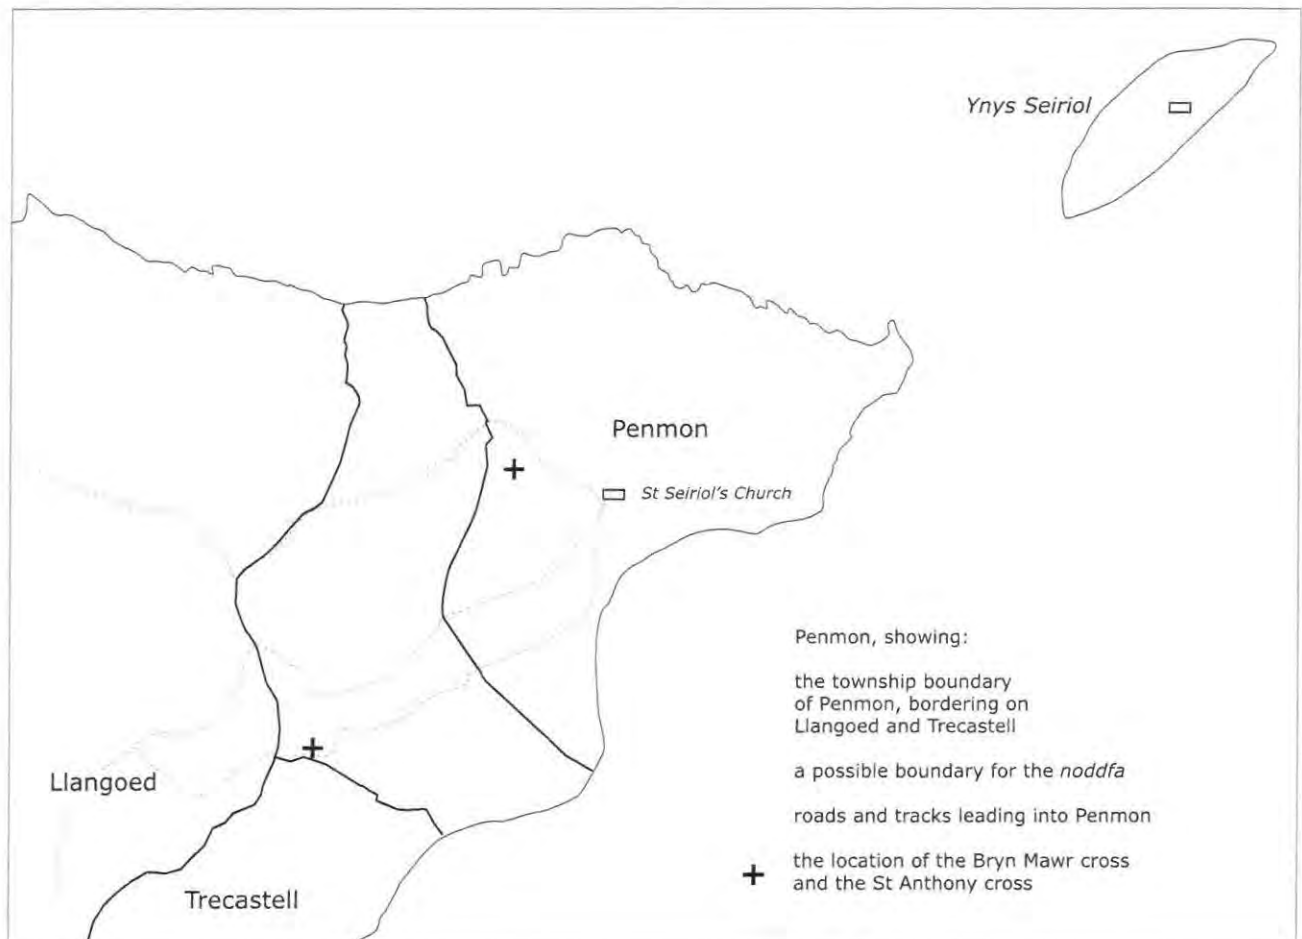 Ynys Seiriol
Penmon
St Seiriol's Church
Llangoed
Trecastell
Penmon, showing:
the township boundary
of Penmon, bordering on
Llangoed and Trecastell
a possible boundary for the noddfa
roads and tracks leading into Penmon
the location of the Bryn Mawr cross
and the St Anthony cross